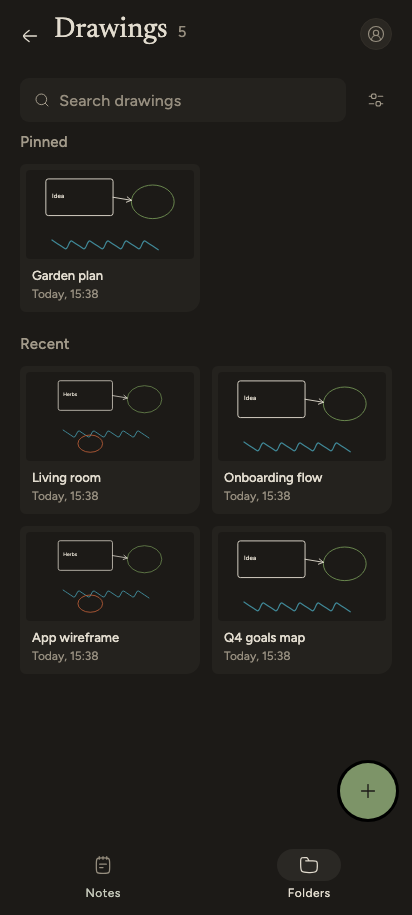 Drawings 5
Search drawings
Pinned
Idea
Garden plan
Today, 15:38
Recent
Herbs
Living room
Today, 15:38
Idea
Onboarding flow
Today, 15:38
Herbs
App wireframe
Today, 15:38
Idea
Q4 goals map
Today, 15:38
Notes
Folders